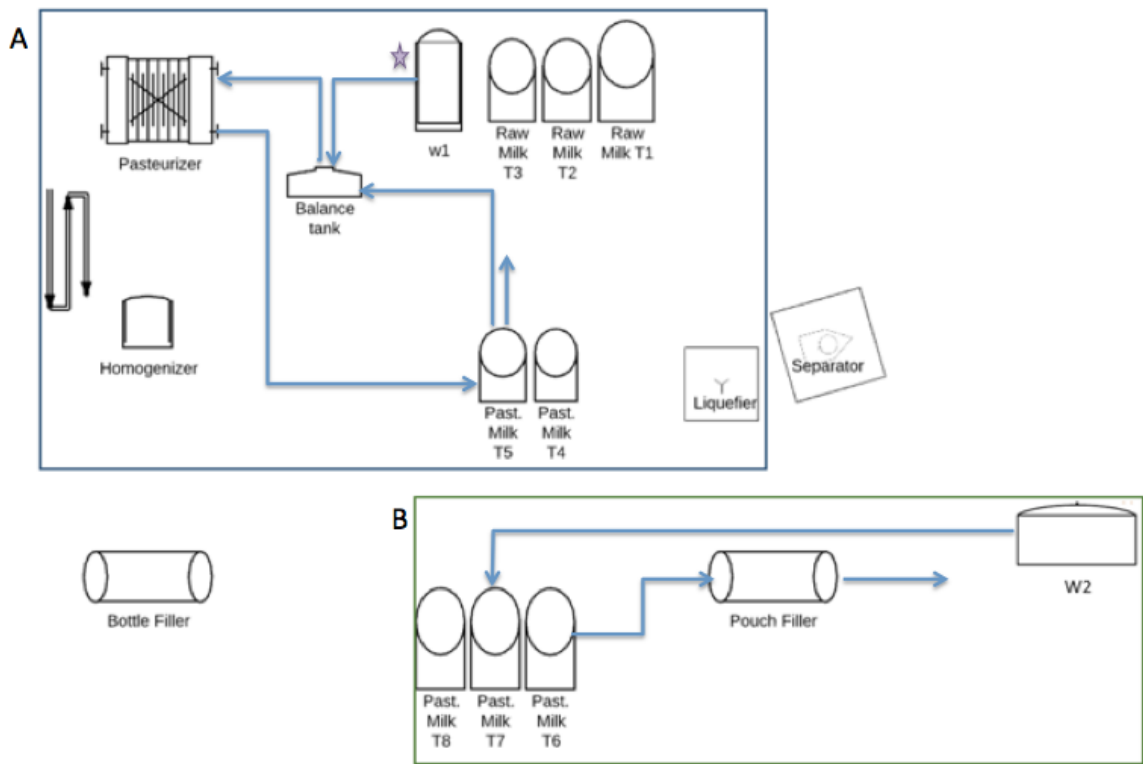 A
Pasteurizer
w1
Raw
Milk
T3
Raw
Milk
T2
Raw
Milk T1
Balance
tank
Homogenizer
Past.
Milk
T5
Past.
Milk
T4
Liquefier
Separator
B
Bottle Filler
Pouch Filler
W2
Past.
Milk
T8
Past.
Milk
T7
Past.
Milk
T6